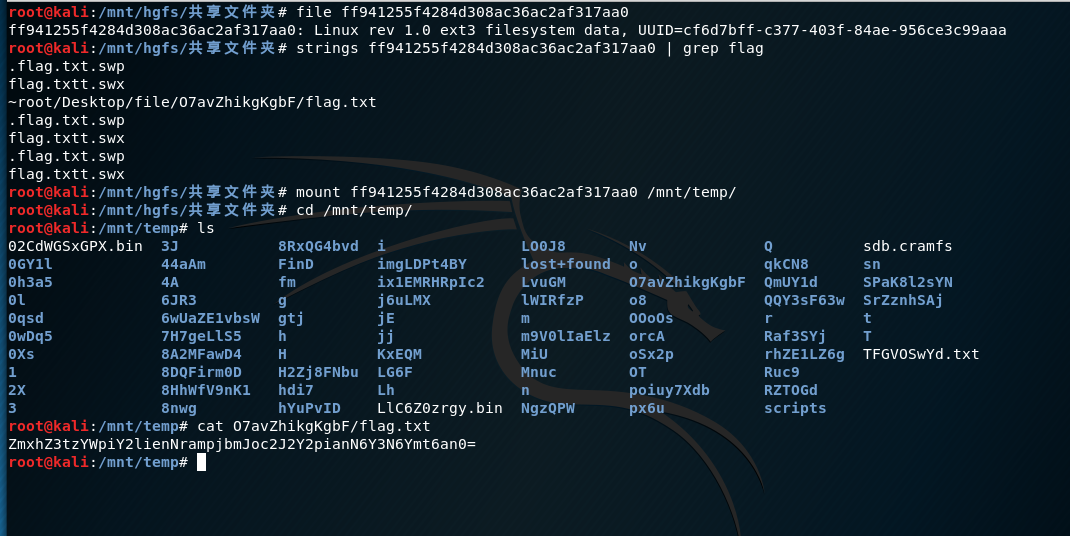 root@kali:/mnt/hgfs/共享文件夹# file ff941255f4284d308ac36ac2af317aa0
ff941255f4284d308ac36ac2af317aa0: Linux rev 1.0 ext3 filesystem data, UUID=cf6d7bff-c377-403f-84ae-956ce3c99aaa
root@kali:/mnt/hgfs/共享文件夹# strings ff941255f4284d308ac36ac2af317aa0 | grep flag
.flag.txt.swp
flag.txtt.swx
~root/Desktop/file/O7avZhikgKgbF/flag.txt
.flag.txt.swp
flag.txtt.swx
.flag.txt.swp
flag.txtt.swx
root@kali:/mnt/hgfs/共享文件夹# mount ff941255f4284d308ac36ac2af317aa0 /mnt/temp/
root@kali:/mnt/hgfs/共享文件夹# cd /mnt/temp/
root@kali:/mnt/temp# ls
02CdWGSxGPX.bin 3J 8RxQG4bvd i LO0J8 Nv Q sdb.cramfs
0GY1l 44aAm FinD imgLDPt4BY lost+found o qkCN8 sn
0h3a5 4A fm ix1EMRHRpIc2 LvuGM O7avZhikgKgbF QmUY1d SPaK8l2sYN
0l 6JR3 g j6uLMX lWIRfzP o8 QQY3sF63w SrZznhSAj
0qsd 6wUaZE1vbsW gtj jE m OOoOs r t
0wDq5 7H7geLlS5 h jj m9V0lIaElz orcA Raf3SYj T
0Xs 8A2MFawD4 H KxEQM MiU oSx2p rhZE1LZ6g TFGVOSwYd.txt
1 8DQFirm0D H2Zj8FNbu LG6F Mnuc OT Ruc9
2X 8HhWfV9nK1 hdi7 Lh n poiuy7Xdb RZTOGd
3 8nwg hYuPvID LlC6Z0zrgy.bin NgzQPW px6u scripts
root@kali:/mnt/temp# cat O7avZhikgKgbF/flag.txt
ZmxhZ3tzYWpiY2lienNrampjbmJoc2J2Y2pianN6Y3N6Ymt6an0=
root@kali:/mnt/temp#